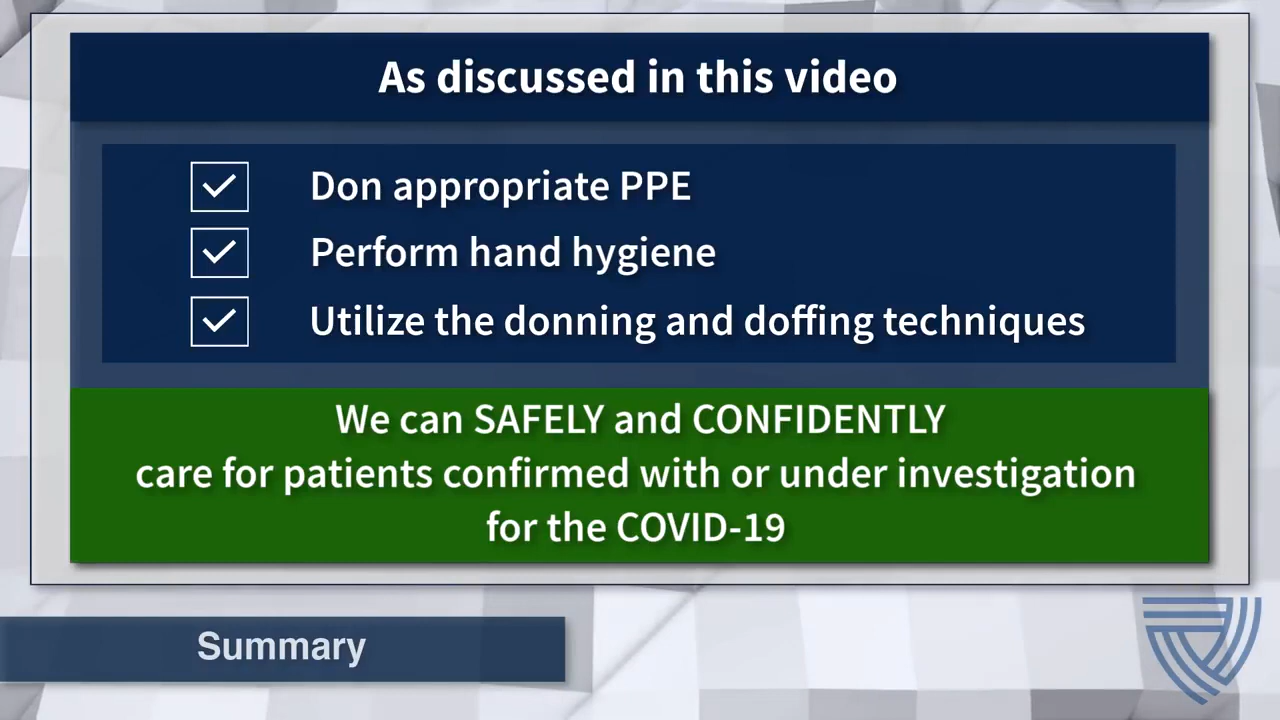 As discussed in this video
Don appropriate PPE
Perform hand hygiene
Utilize the donning and doffing techniques
We can SAFELY and CONFIDENTLY
care for patients confirmed with or under investigation
for the COVID-19
Summary